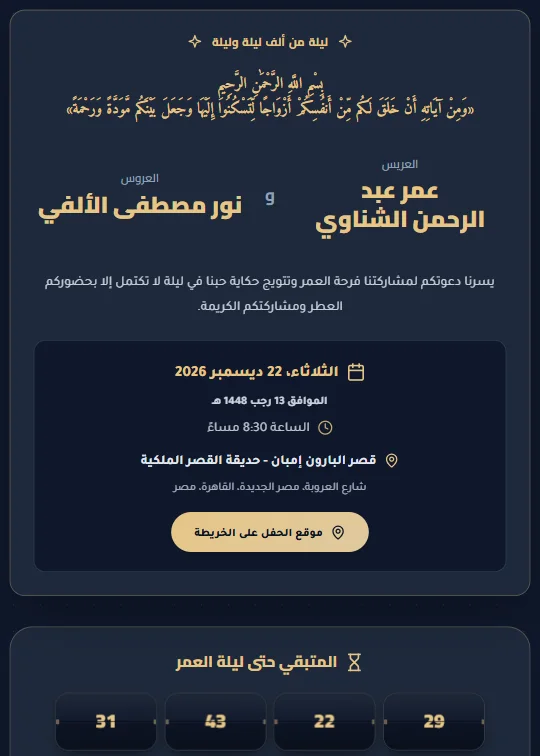 ليلة من ألف ليلة وليلة
بِسْمِ اللَّهِ الرَّحْمَٰنِ الرَّحِيمِ
«وَمِنْ آيَاتِهِ أَنْ خَلَقَ لَكُم مِّنْ أَنفُسِكُمْ أَزْوَاجًا لِّتَسْكُنُوا إِلَيْهَا وَجَعَلَ بَيْنَكُم مَّوَدَّةً وَرَحْمَةً»
العريس
عمر عبد
الرحمن الشناوي
و
العروس
نور مصطفى الألفي
يسرنا دعوتكم لمشاركتنا فرحة العمر وتتويج حكاية حبنا في ليلة لا تكتمل إلا بحضوركم
العطر ومشاركتكم الكريمة.
الثلاثاء، 22 ديسمبر 2026
الموافق 13 رجب 1448 هـ
الساعة 8:30 مساءً
قصر البارون إمبان - حديقة القصر الملكية
شارع العروبة، مصر الجديدة، القاهرة، مصر
موقع الحفل على الخريطة
المتبقي حتى ليلة العمر
29 22 43 31